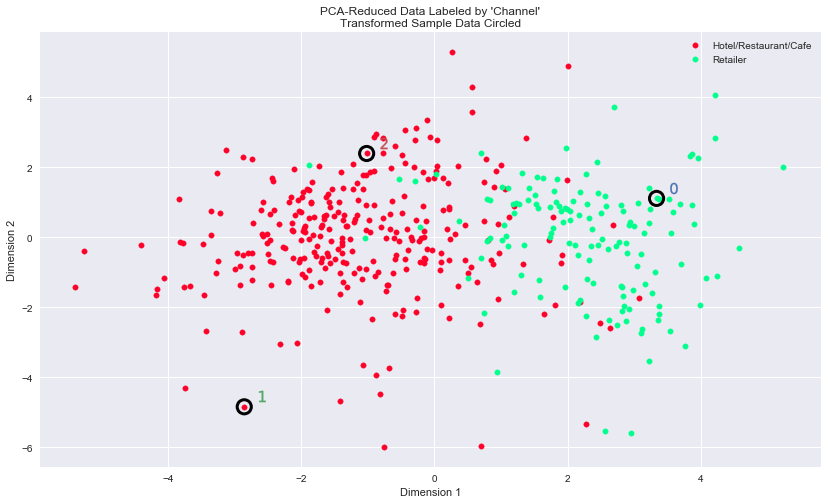 PCA-Reduced Data Labeled by 'Channel'
Transformed Sample Data Circled
Hotel/Restaurant/Cafe
Retailer
2
0
1
4
2
0
−2
−4
−6
Dimension 2
−4
−2
0
2
4
Dimension 1